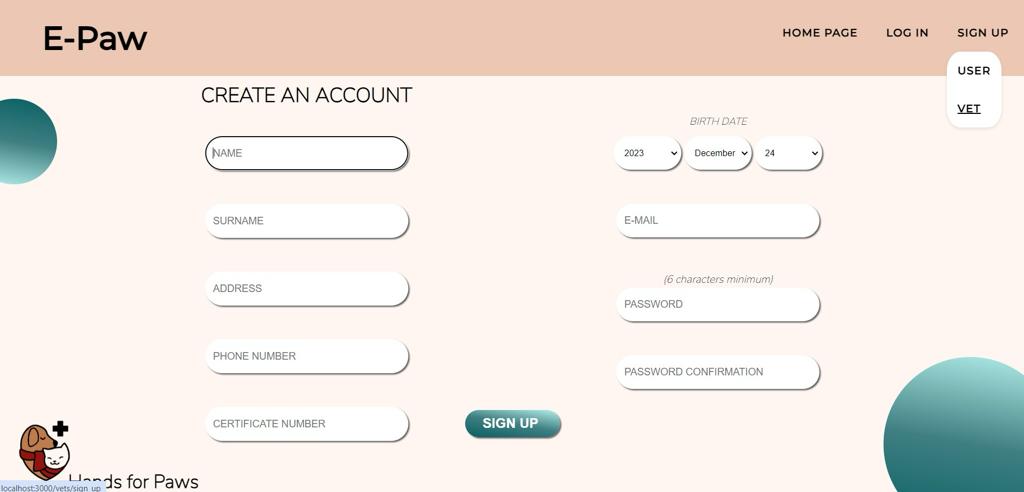 E-Paw
HOME PAGE
LOG IN
SIGN UP
USER
VET
CREATE AN ACCOUNT
NAME
SURNAME
ADDRESS
PHONE NUMBER
CERTIFICATE NUMBER
BIRTH DATE
2023
December
24
E-MAIL
(6 characters minimum)
PASSWORD
PASSWORD CONFIRMATION
SIGN UP
Hands for Paws
localhost:3000/vets/sign_up